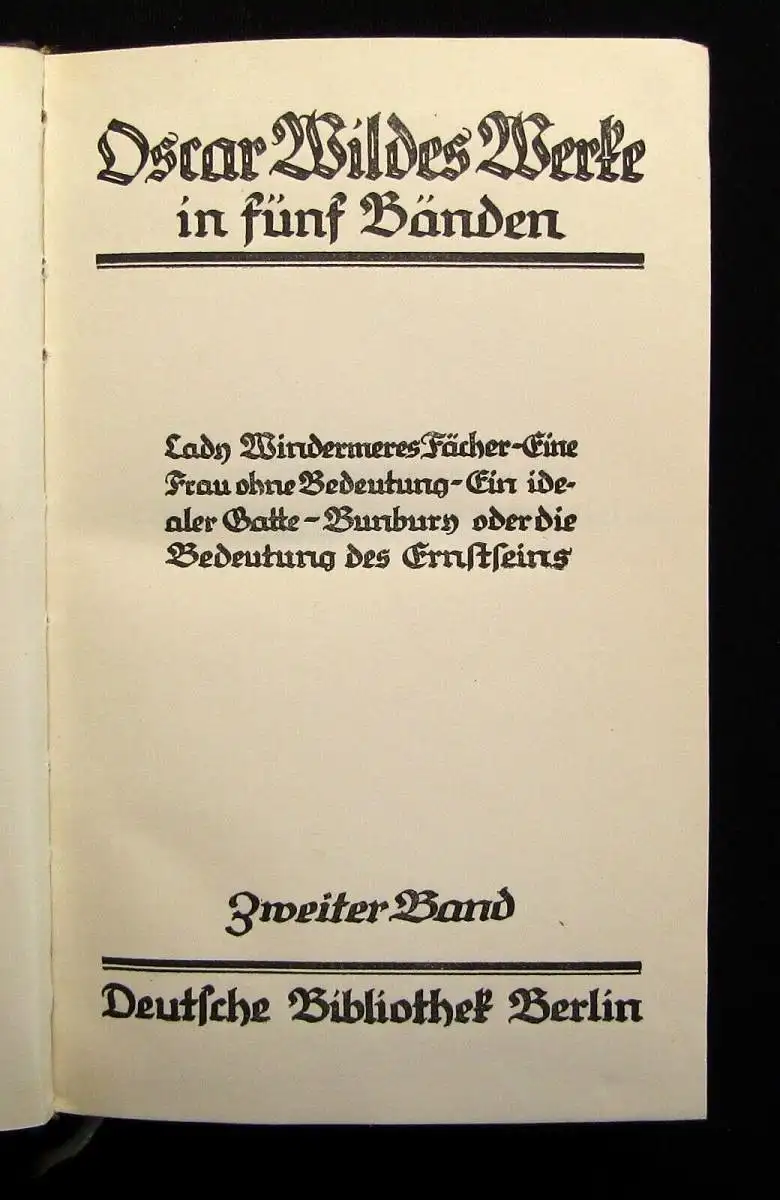 Oscar Wildes Werke
in fünf Bänden
Lady Windermeres Fächer-Eine
Frau ohne Bedeutung-Ein ide-
aler Gatte-Bunbury oder die
Bedeutung des Ernſtſeins
Zweiter Band
Deutſche Bibliothek Berlin